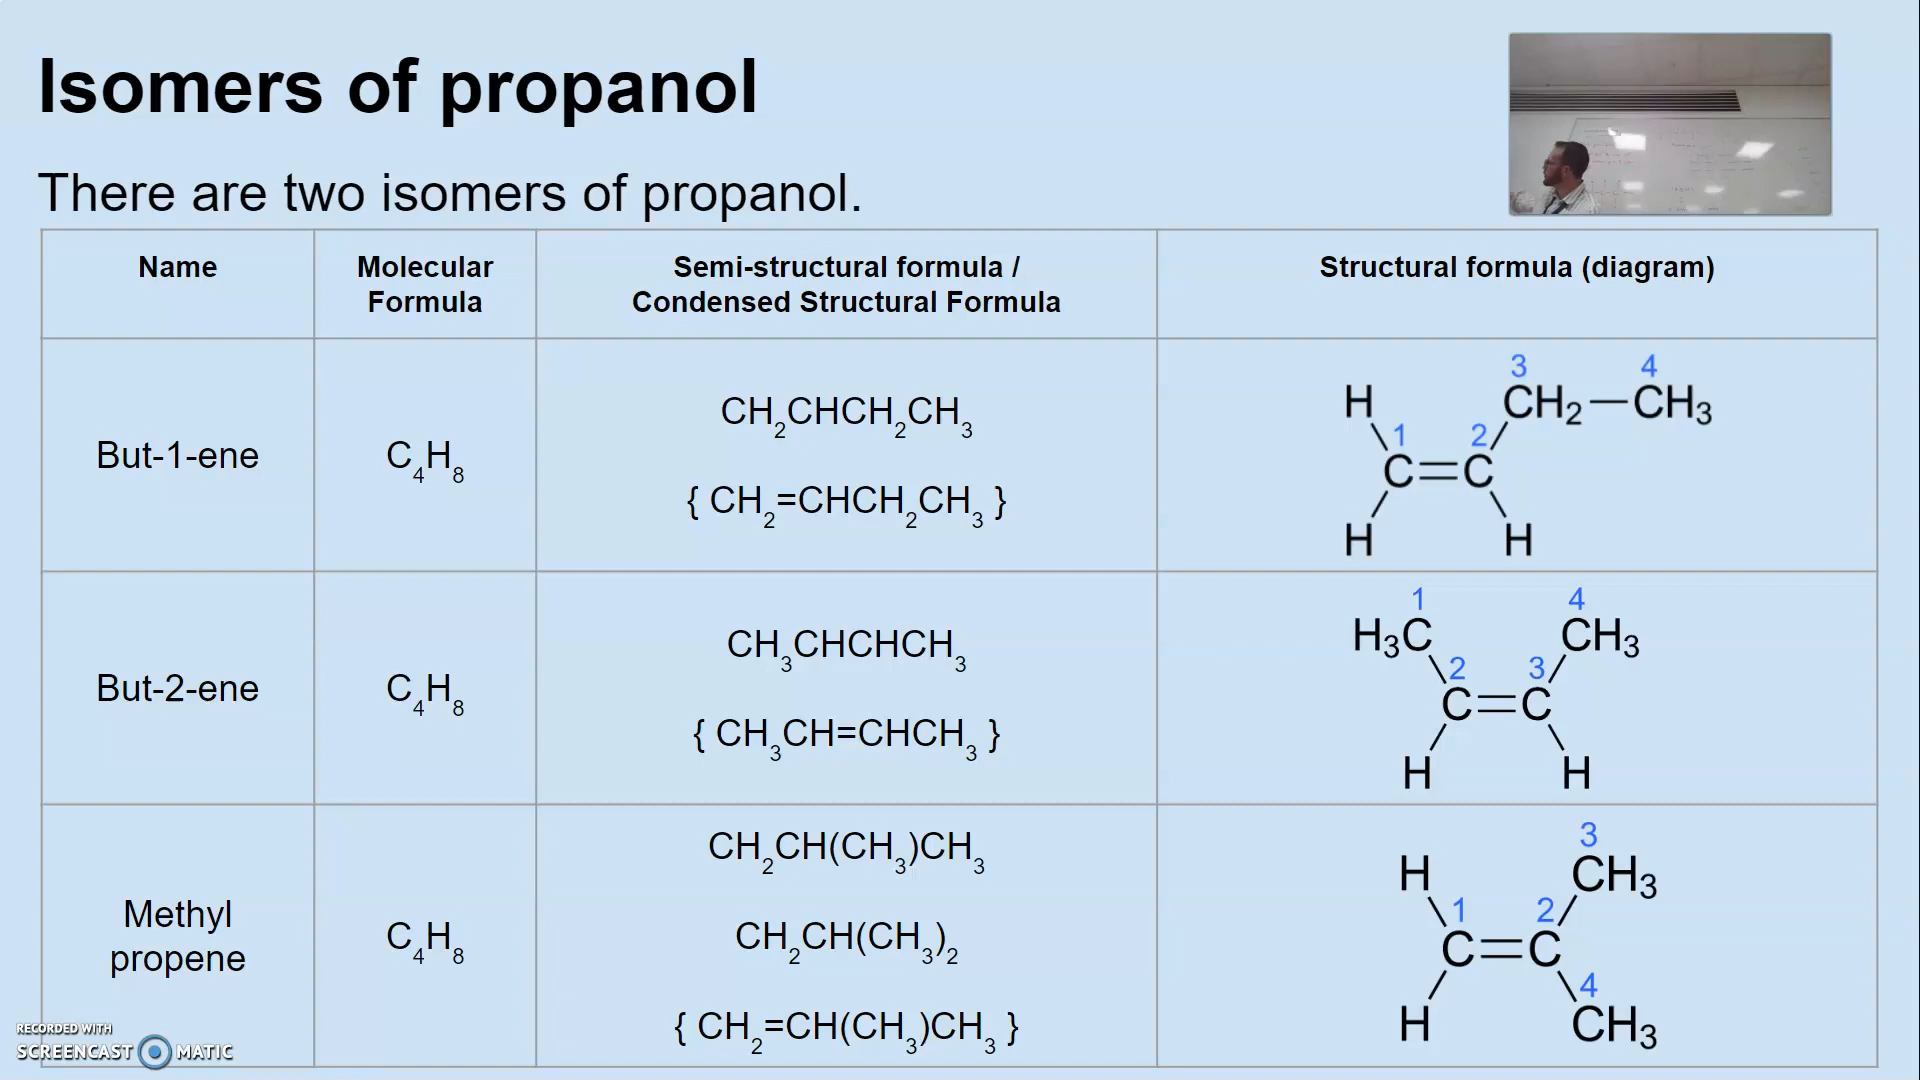 Isomers of propanol
There are two isomers of propanol.
Name
Molecular
Formula
Semi-structural formula /
Condensed Structural Formula
Structural formula (diagram)
But-1-ene
C₄H₈
CH₂CHCH₂CH₃
{ CH₂=CHCH₂CH₃ }
3 4
H CH₂—CH₃
1 2
C=C
H H
But-2-ene
C₄H₈
CH₃CHCHCH₃
{ CH₃CH=CHCH₃ }
1 4
H₃C CH₃
2 3
C=C
H H
Methyl
propene
C₄H₈
CH₂CH(CH₃)CH₃
CH₂CH(CH₃)₂
{ CH₂=CH(CH₃)CH₃ }
3
H CH₃
1 2
C=C
4
H CH₃
RECORDED WITH
SCREENCAST MATIC